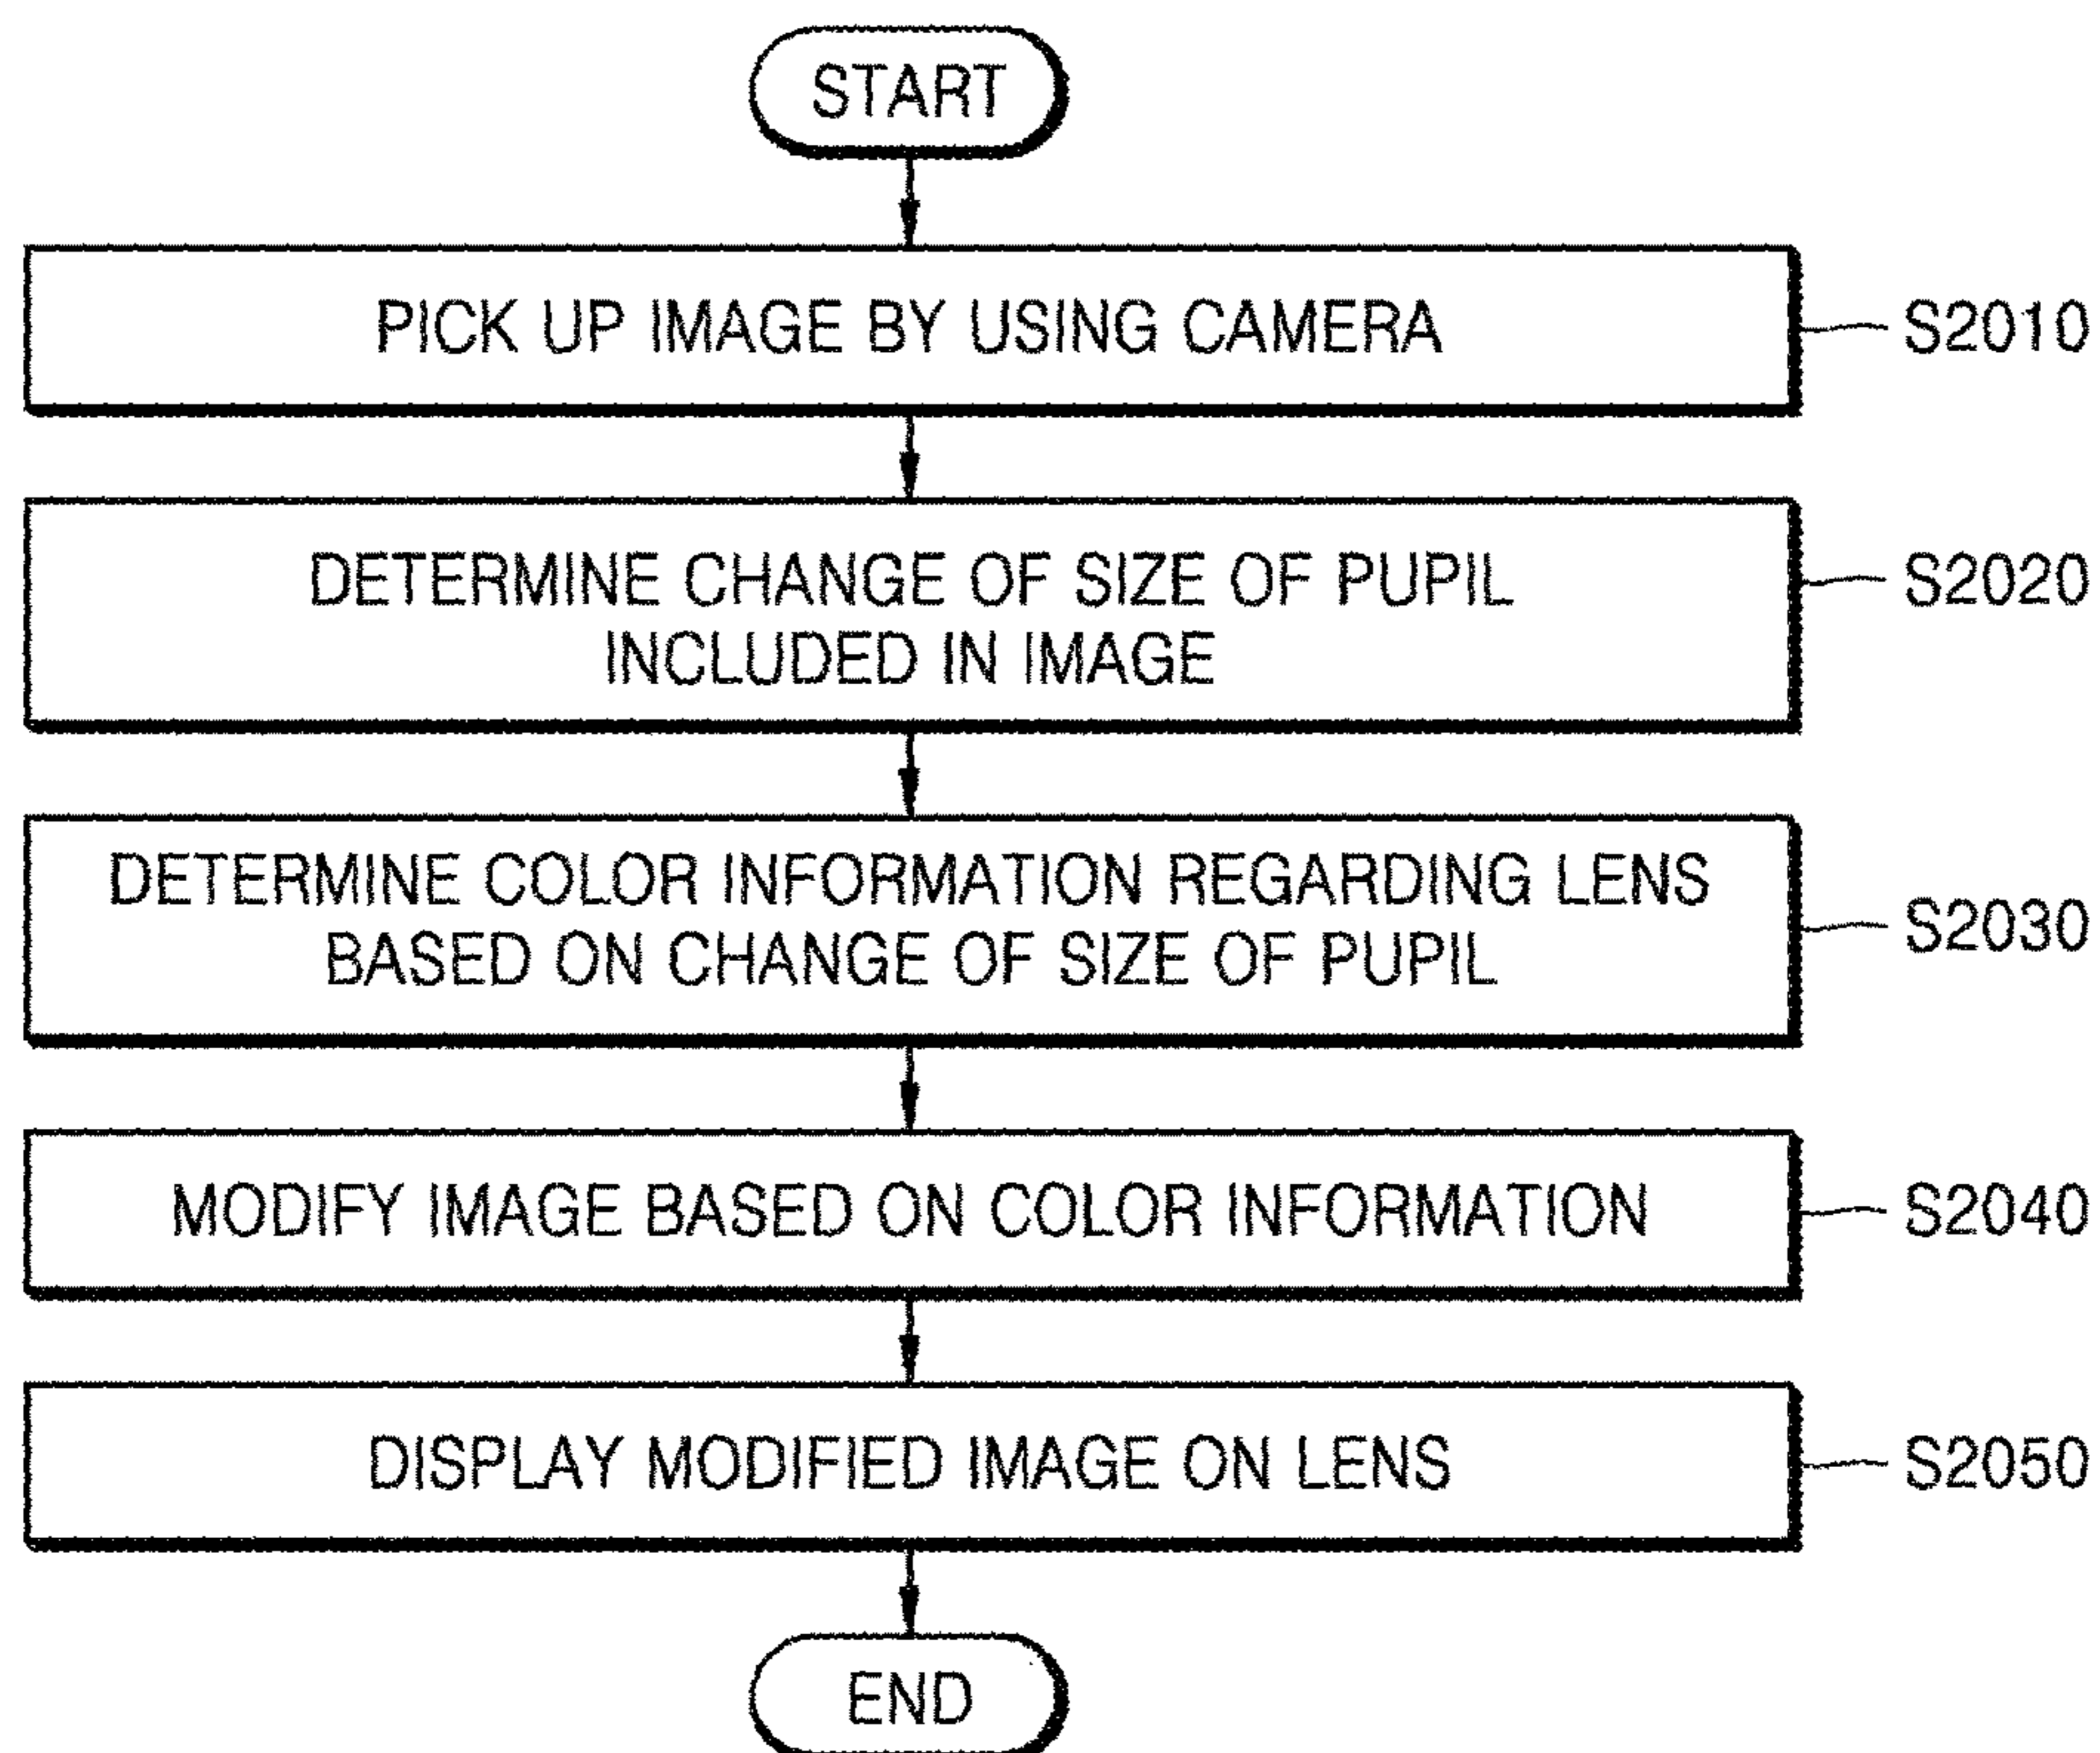 START
PICK UP IMAGE BY USING CAMERA
S2010
DETERMINE CHANGE OF SIZE OF PUPIL
INCLUDED IN IMAGE
S2020
DETERMINE COLOR INFORMATION REGARDING LENS
BASED ON CHANGE OF SIZE OF PUPIL
S2030
MODIFY IMAGE BASED ON COLOR INFORMATION
S2040
DISPLAY MODIFIED IMAGE ON LENS
S2050
END